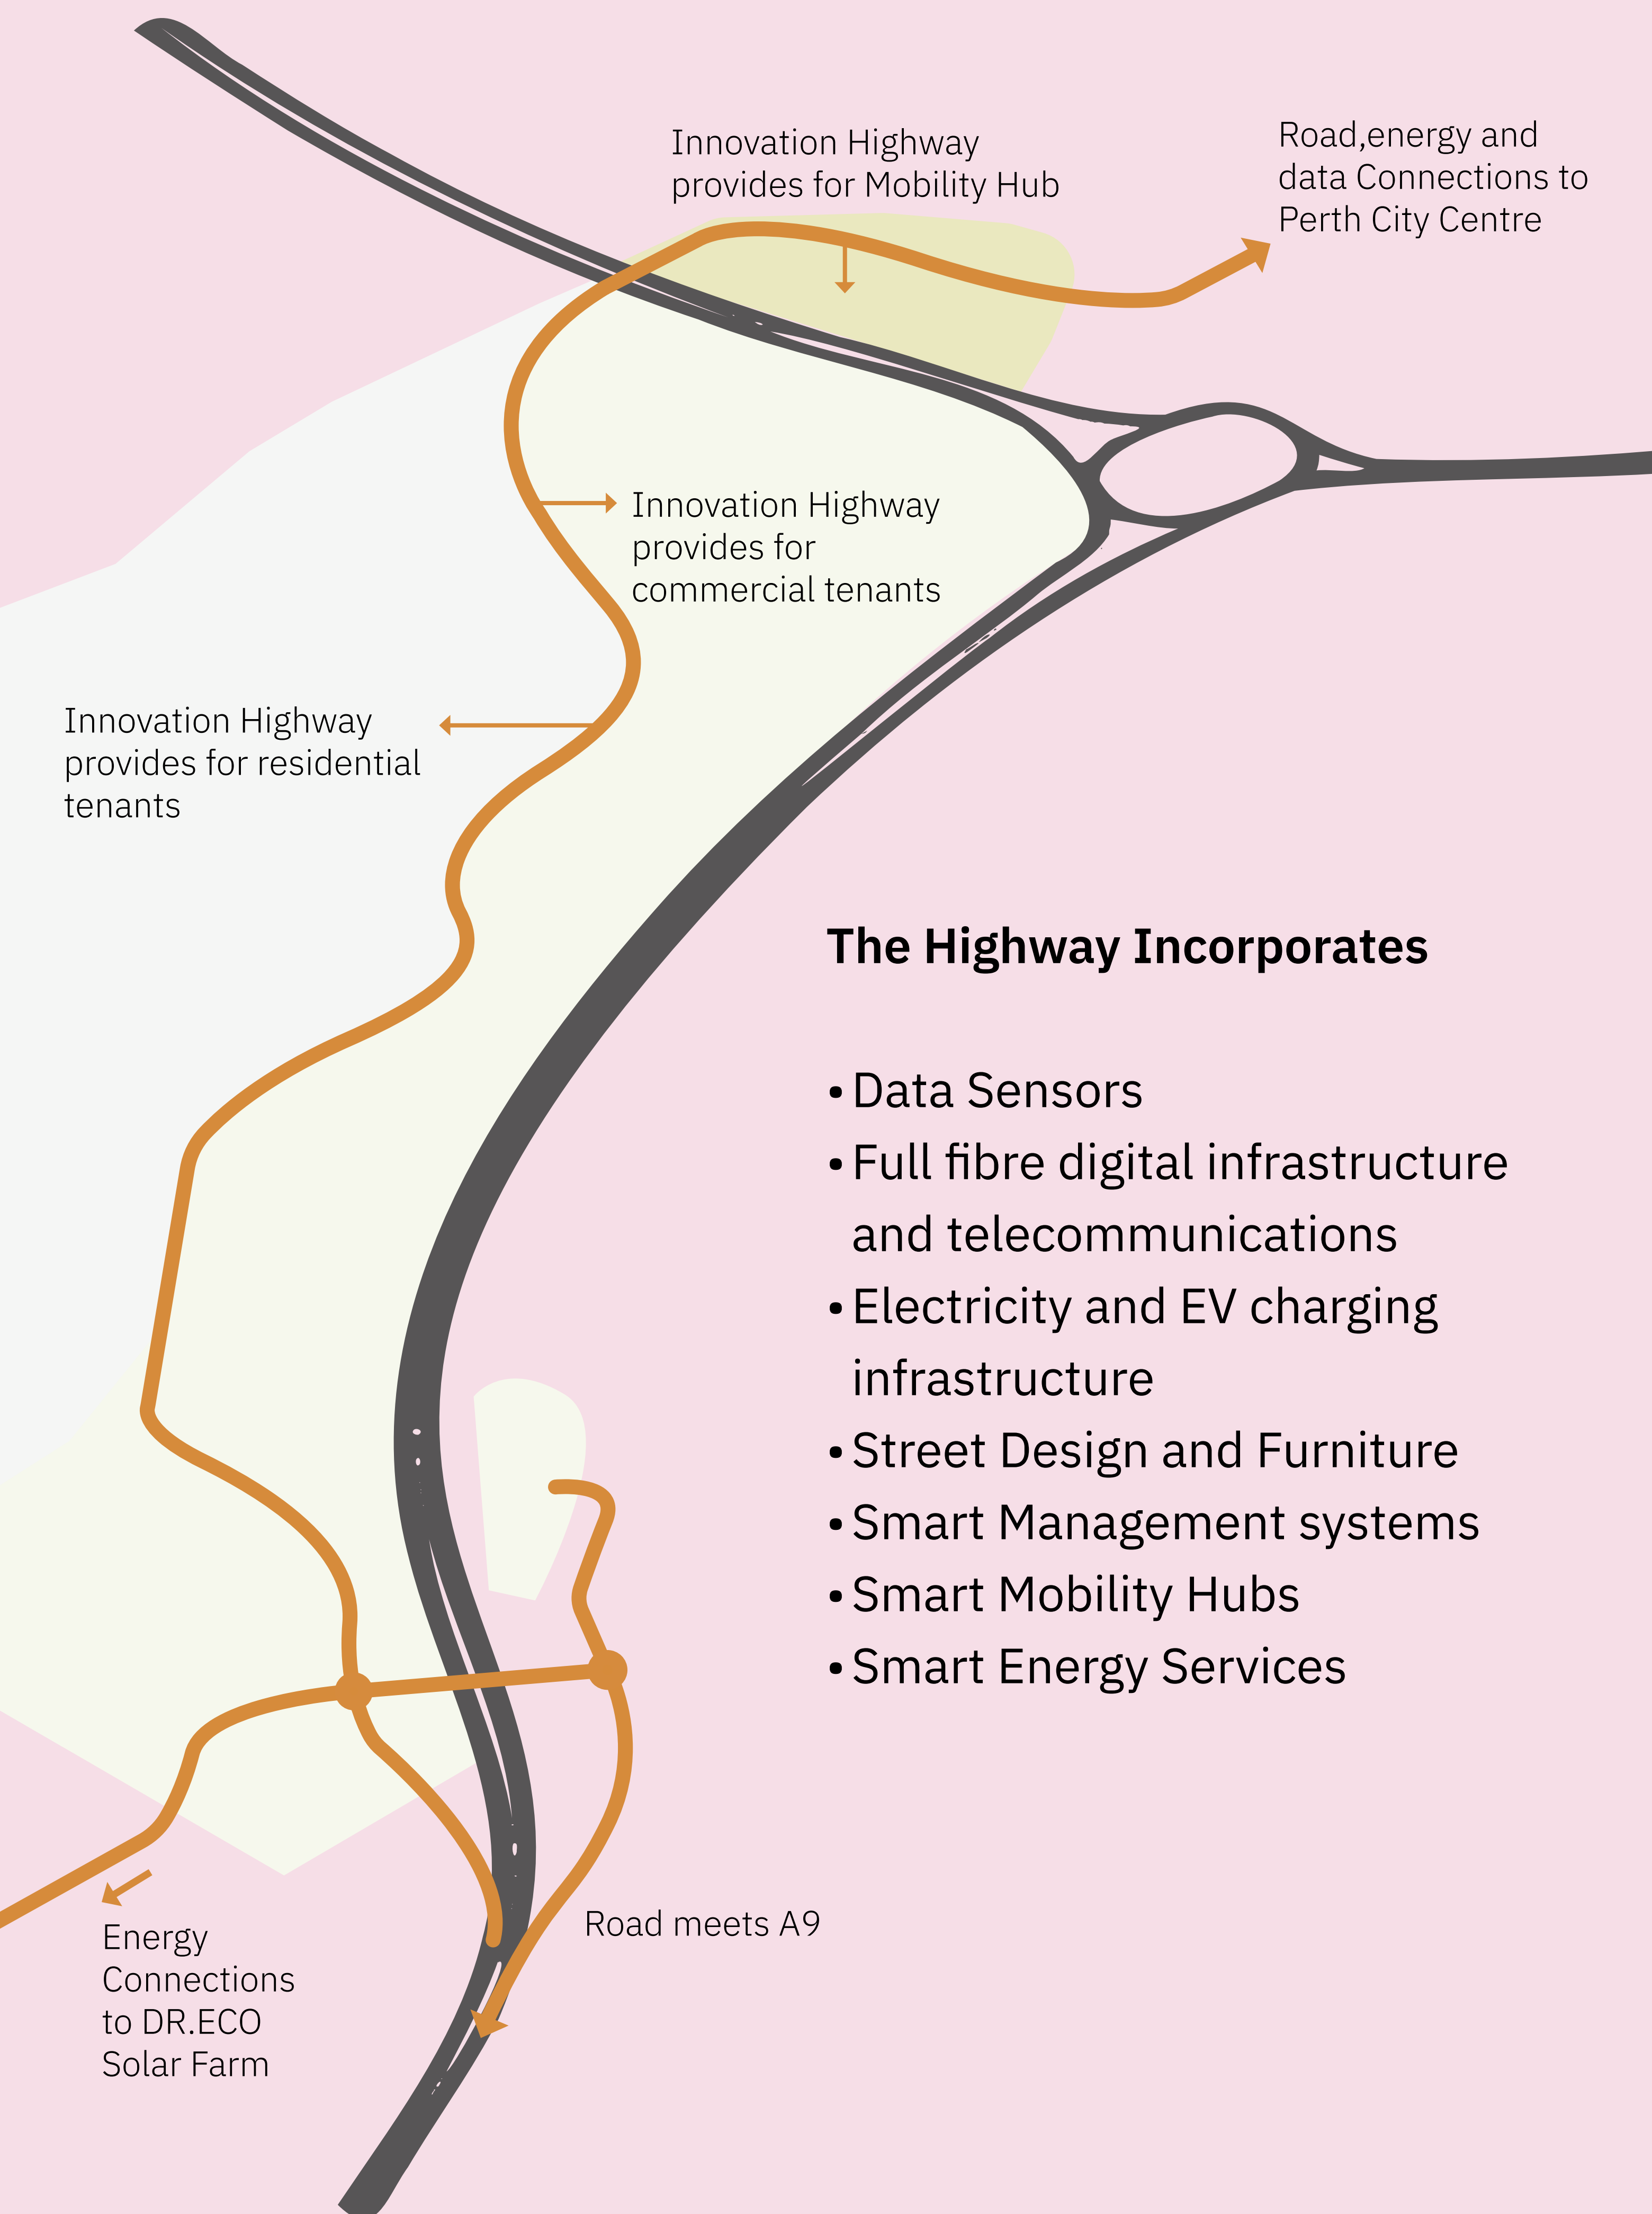 Innovation Highway
provides for Mobility Hub
Road,energy and
data Connections to
Perth City Centre
Innovation Highway
provides for
commercial tenants
Innovation Highway
provides for residential
tenants
The Highway Incorporates
• Data Sensors
• Full fibre digital infrastructure
and telecommunications
• Electricity and EV charging
infrastructure
• Street Design and Furniture
• Smart Management systems
• Smart Mobility Hubs
• Smart Energy Services
Road meets A9
Energy
Connections
to DR.ECO
Solar Farm